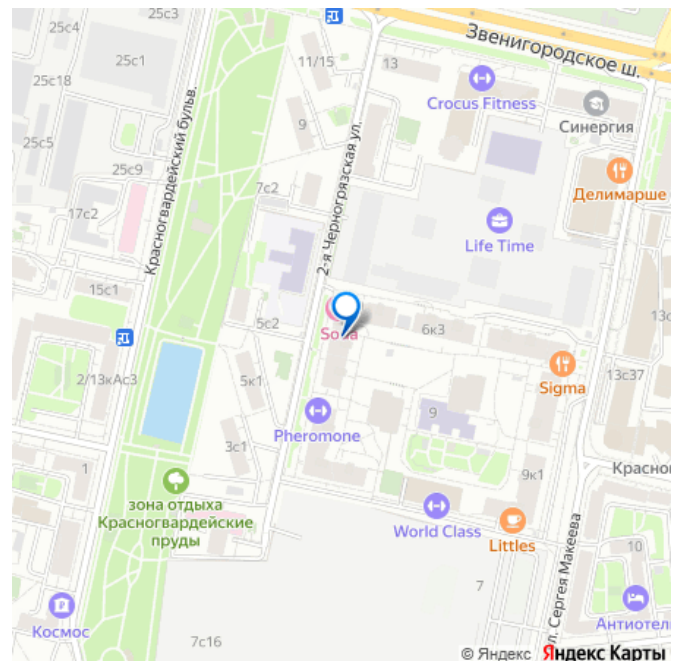 25с4
25с1
25с18
25с5
25с9
17с2
15с1
2/13кАс3
1
Красногвардейский бульв.
11/15
13
9
7с2
5с2
5к1
3с1
2-я Черногрязская ул.
Звенигородское ш.
Crocus Fitness
Синергия
Делимарше
Life Time
13с
6к3
Soda
Sigma
13с37
9
Pheromone
9к1
Красно
зона отдыха
Красногвардейские
пруды
World Class
Littles
7
10
ул. Сергея Макеева
Антиотел
Космос
7с16
© Яндекс Яндекс Карты